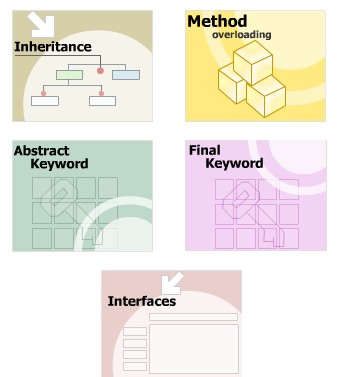 Inheritance
Method
overloading
Abstract
Keyword
Final
Keyword
Interfaces